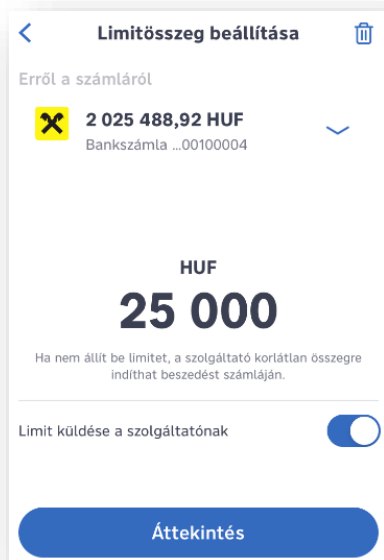 Limitösszeg beállítása
Erről a számláról
2 025 488,92 HUF
Bankszámla ...00100004
HUF
25 000
Ha nem állít be limitet, a szolgáltató korlátlan összegre
indíthat beszedést számláján.
Limit küldése a szolgáltatónak
Áttekintés